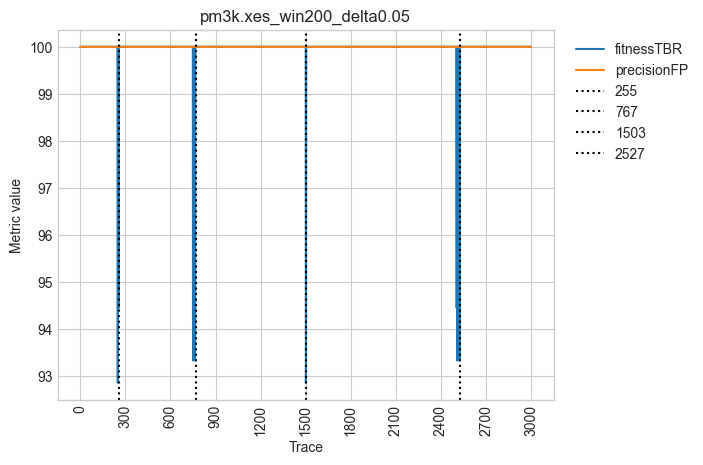 pm3k.xes_win200_delta0.05
fitnessTBR
precisionFP
255
767
1503
2527
Metric value
100
99
98
97
96
95
94
93
0 300 600 900 1200 1500 1800 2100 2400 2700 3000
Trace